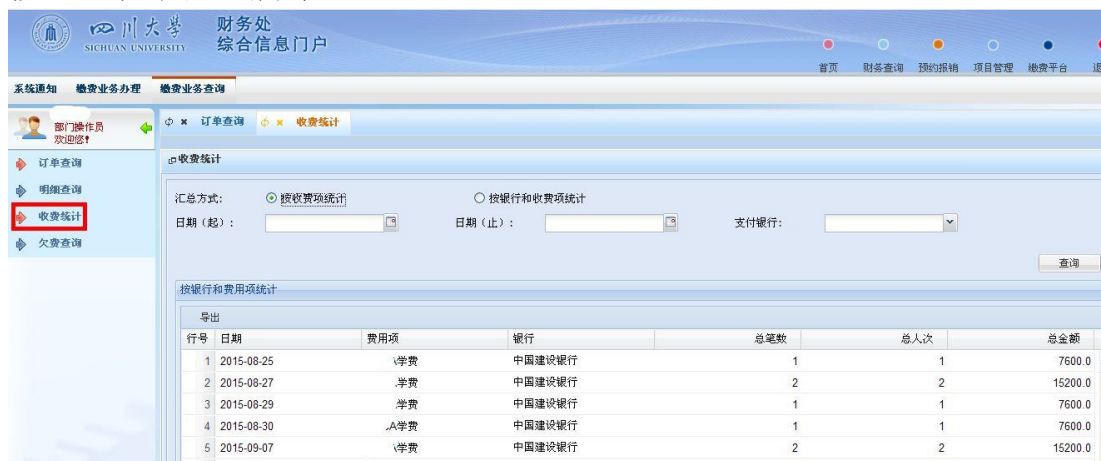 四川大学 财务处
SICHUAN UNIVERSITY 综合信息门户
首页 财务查询 预约报销 项目管理 缴费平台
系统通知 缴费业务办理 缴费业务查询
部门操作员
欢迎您!
订单查询 收费统计
订单查询
明细查询
收费统计
欠费查询
收费统计
汇总方式: 按收费项统计 按银行和收费项统计
日期（起）: 日期（止）: 支付银行:
查询
按银行和费用项统计
导出
行号 日期 费用项 银行 总笔数 总人次 总金额
1 2015-08-25 学费 中国建设银行 1 1 7600.0
2 2015-08-27 学费 中国建设银行 2 2 15200.0
3 2015-08-29 学费 中国建设银行 1 1 7600.0
4 2015-08-30 A学费 中国建设银行 1 1 7600.0
5 2015-09-07 学费 中国建设银行 2 2 15200.0